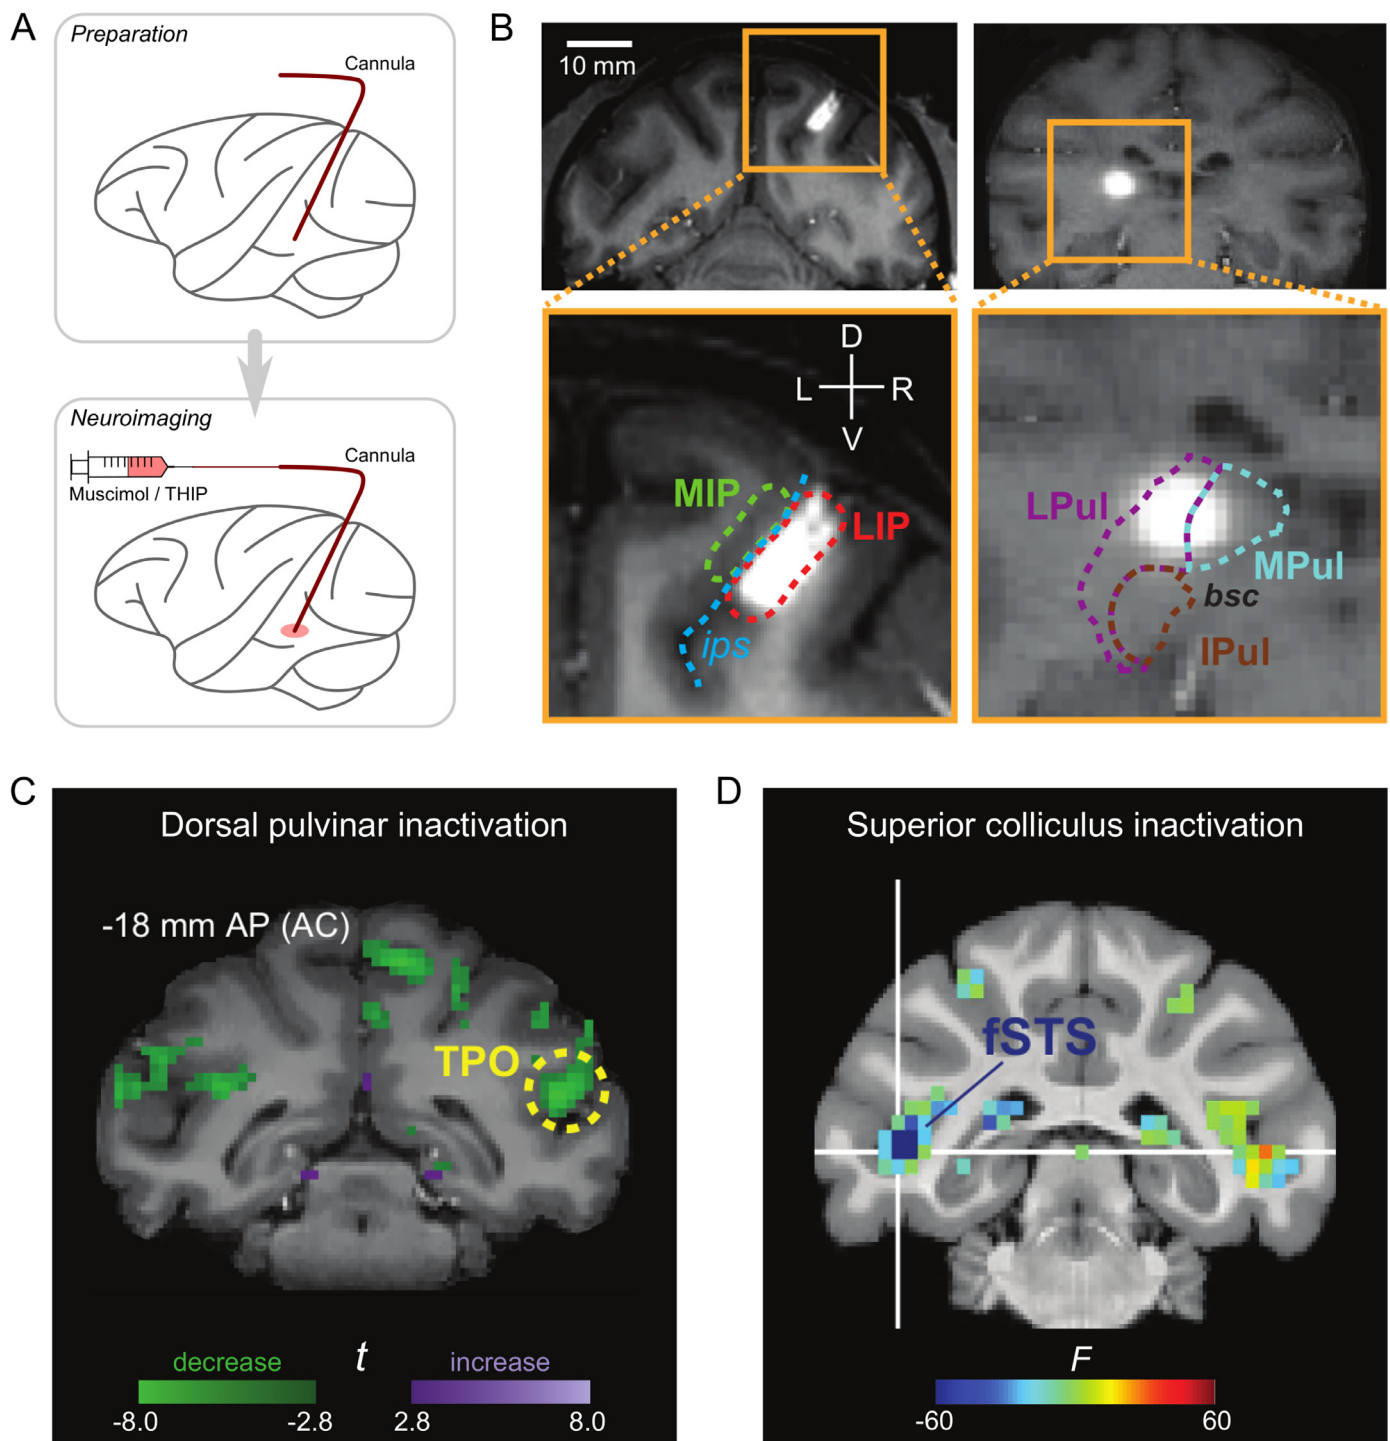 A
Preparation
Cannula
Neuroimaging
Cannula
Muscimol / THIP
B
10 mm
D
L R
V
MIP
LIP
ips
LPul
MPul
bsc
IPul
C
Dorsal pulvinar inactivation
-18 mm AP (AC)
TPO
decrease t increase
-8.0 -2.8 2.8 8.0
D
Superior colliculus inactivation
fSTS
F
-60 60